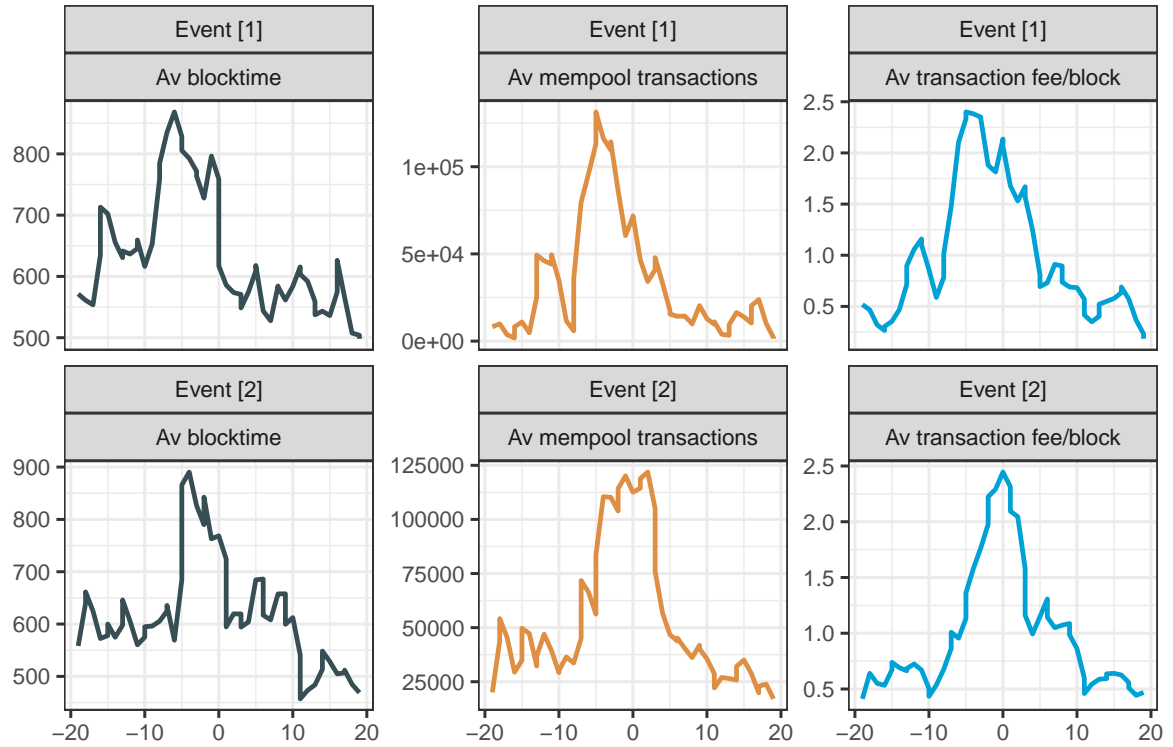 Event [1]
Av blocktime
800
700
600
500
Event [1]
Av mempool transactions
1e+05
5e+04
0e+00
Event [1]
Av transaction fee/block
2.5
2.0
1.5
1.0
0.5
Event [2]
Av blocktime
900
800
700
600
500
−20 −10 0 10 20
Event [2]
Av mempool transactions
125000
100000
75000
50000
25000
−20 −10 0 10 20
Event [2]
Av transaction fee/block
2.5
2.0
1.5
1.0
0.5
−20 −10 0 10 20